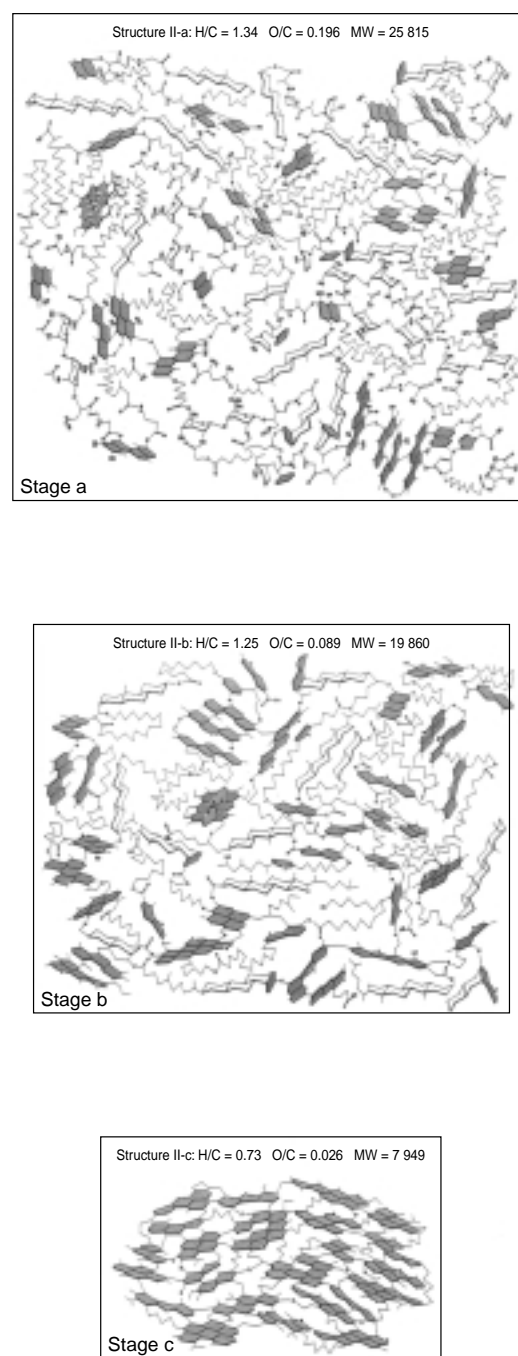 Structure II-a: H/C = 1.34 O/C = 0.196 MW = 25 815
Stage a
Structure II-b: H/C = 1.25 O/C = 0.089 MW = 19 860
Stage b
Structure II-c: H/C = 0.73 O/C = 0.026 MW = 7 949
Stage c